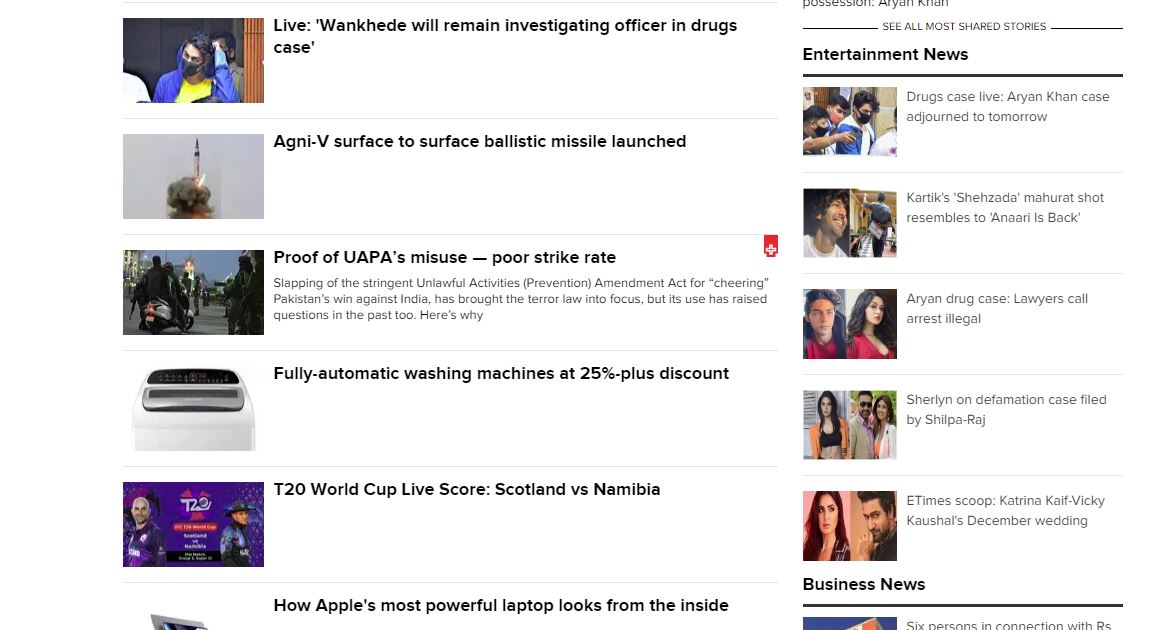 Live: 'Wankhede will remain investigating officer in drugs
case'
Agni-V surface to surface ballistic missile launched
Proof of UAPA’s misuse — poor strike rate
Slapping of the stringent Unlawful Activities (Prevention) Amendment Act for “cheering”
Pakistan’s win against India, has brought the terror law into focus, but its use has raised
questions in the past too. Here’s why
Fully-automatic washing machines at 25%-plus discount
T20
ICC T20 World Cup
Scotland
vs
Namibia
T20 World Cup Live Score: Scotland vs Namibia
How Apple's most powerful laptop looks from the inside
possession: Aryan Khan
SEE ALL MOST SHARED STORIES
Entertainment News
Drugs case live: Aryan Khan case
adjourned to tomorrow
Kartik's 'Shehzada' mahurat shot
resembles to 'Anaari Is Back'
Aryan drug case: Lawyers call
arrest illegal
Sherlyn on defamation case filed
by Shilpa-Raj
ETimes scoop: Katrina Kaif-Vicky
Kaushal's December wedding
Business News
Six persons in connection with Rs